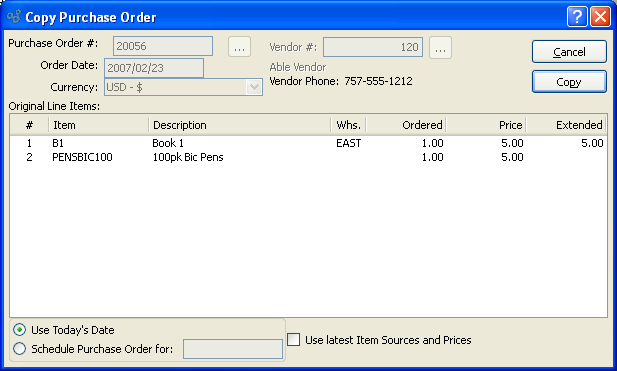 Copy Purchase Order
Purchase Order #: 20056 ... Vendor #: 120 ... Cancel
Order Date: 2007/02/23 Able Vendor
Currency: USD - $ Vendor Phone: 757-555-1212 Copy
Original Line Items:
# Item Description Whs. Ordered Price Extended
1 B1 Book 1 EAST 1.00 5.00 5.00
2 PENSBIC100 100pk Bic Pens 1.00 5.00
Use Today's Date
Schedule Purchase Order for: Use latest Item Sources and Prices